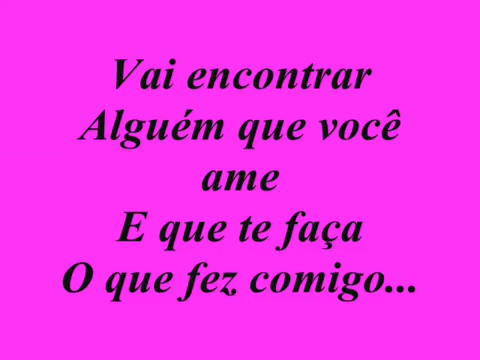 Vai encontrar
Alguém que você
ame
E que te faça
O que fez comigo...